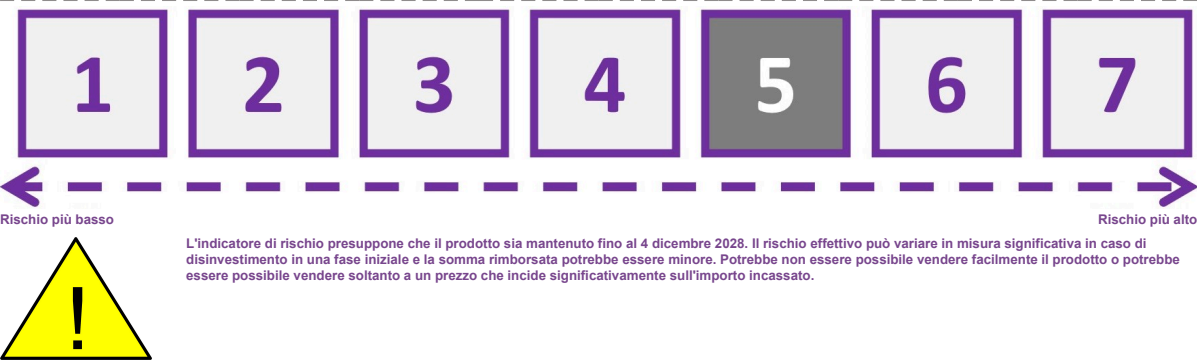 1 2 3 4 5 6 7
Rischio più basso Rischio più alto
L'indicatore di rischio presuppone che il prodotto sia mantenuto fino al 4 dicembre 2028. Il rischio effettivo può variare in misura significativa in caso di
disinvestimento in una fase iniziale e la somma rimborsata potrebbe essere minore. Potrebbe non essere possibile vendere facilmente il prodotto o potrebbe
essere possibile vendere soltanto a un prezzo che incide significativamente sull'importo incassato.
!